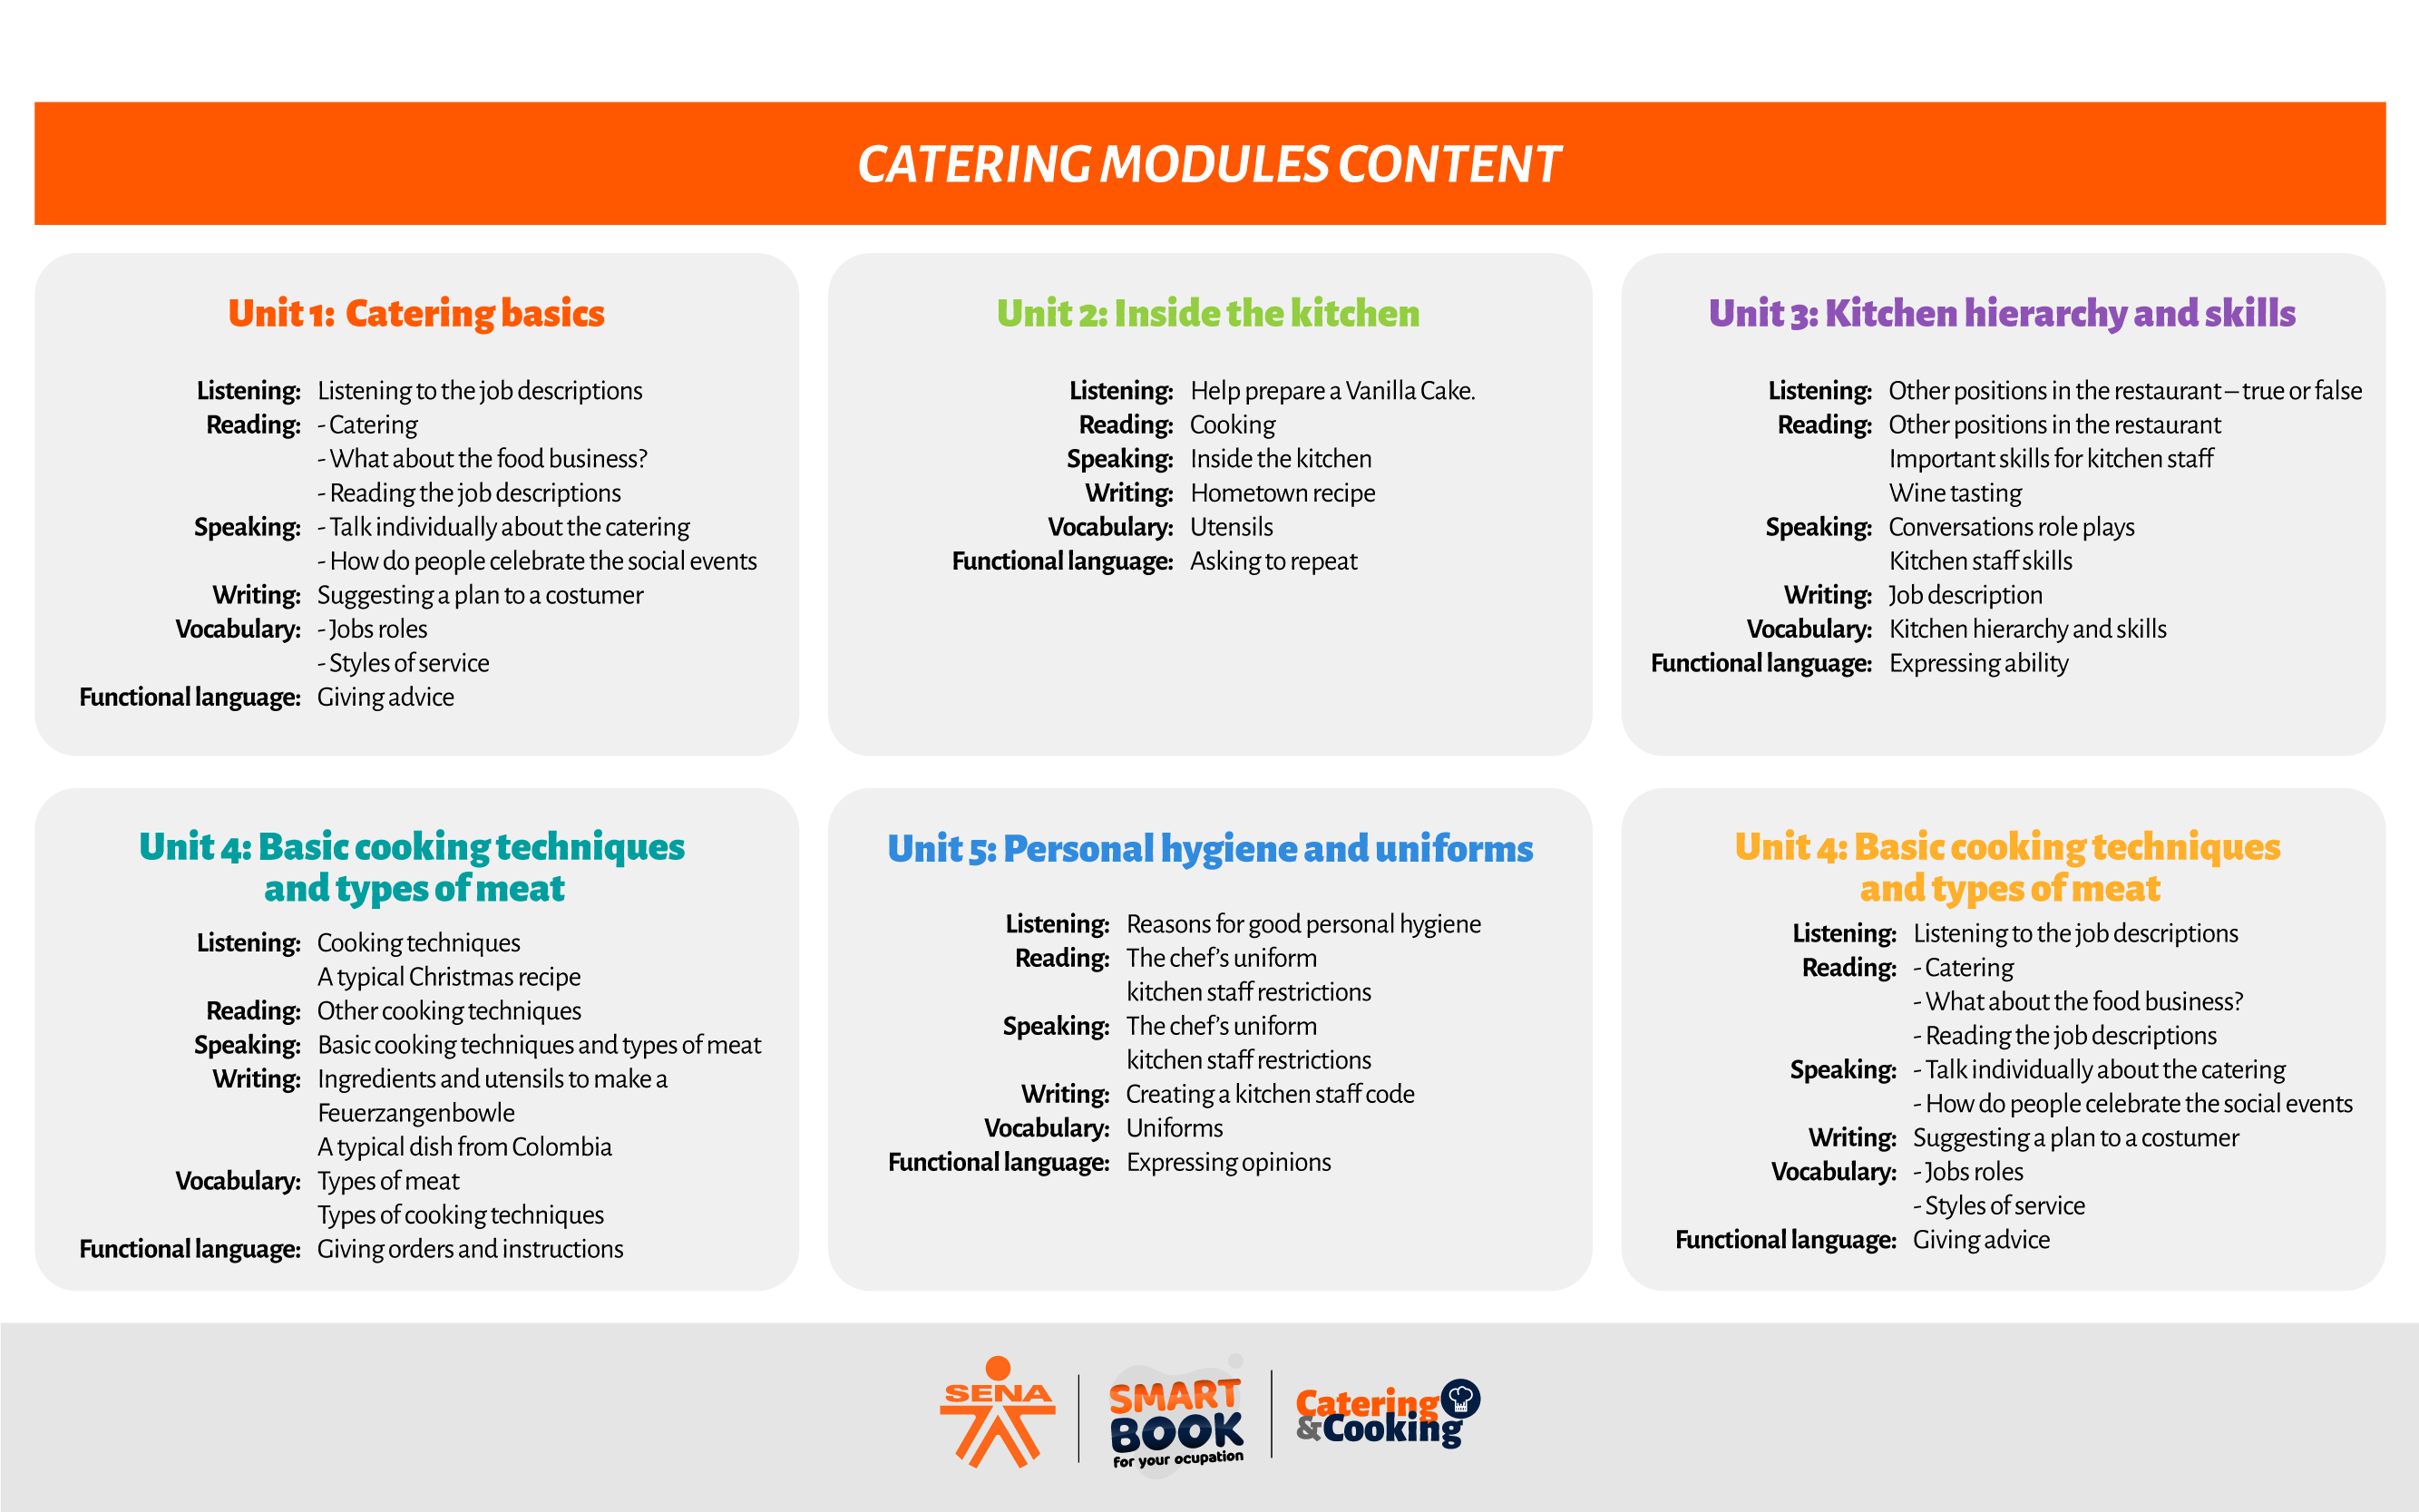 CATERING MODULES CONTENT
Unit 1: Catering basics
Listening: Listening to the job descriptions
Reading: - Catering
- What about the food business?
- Reading the job descriptions
Speaking: - Talk individually about the catering
- How do people celebrate the social events
Writing: Suggesting a plan to a costumer
Vocabulary: - Jobs roles
- Styles of service
Functional language: Giving advice
Unit 2: Inside the kitchen
Listening: Help prepare a Vanilla Cake.
Reading: Cooking
Speaking: Inside the kitchen
Writing: Hometown recipe
Vocabulary: Utensils
Functional language: Asking to repeat
Unit 3: Kitchen hierarchy and skills
Listening: Other positions in the restaurant – true or false
Reading: Other positions in the restaurant
Important skills for kitchen staff
Wine tasting
Speaking: Conversations role plays
Kitchen staff skills
Writing: Job description
Vocabulary: Kitchen hierarchy and skills
Functional language: Expressing ability
Unit 4: Basic cooking techniques
and types of meat
Listening: Cooking techniques
A typical Christmas recipe
Reading: Other cooking techniques
Speaking: Basic cooking techniques and types of meat
Writing: Ingredients and utensils to make a
Feuerzangenbowle
A typical dish from Colombia
Vocabulary: Types of meat
Types of cooking techniques
Functional language: Giving orders and instructions
Unit 5: Personal hygiene and uniforms
Listening: Reasons for good personal hygiene
Reading: The chef’s uniform
kitchen staff restrictions
Speaking: The chef’s uniform
kitchen staff restrictions
Writing: Creating a kitchen staff code
Vocabulary: Uniforms
Functional language: Expressing opinions
Unit 4: Basic cooking techniques
and types of meat
Listening: Listening to the job descriptions
Reading: - Catering
- What about the food business?
- Reading the job descriptions
Speaking: - Talk individually about the catering
- How do people celebrate the social events
Writing: Suggesting a plan to a costumer
Vocabulary: - Jobs roles
- Styles of service
Functional language: Giving advice
SENA
SMART
BOOK
for your ocupation
Catering
&Cooking